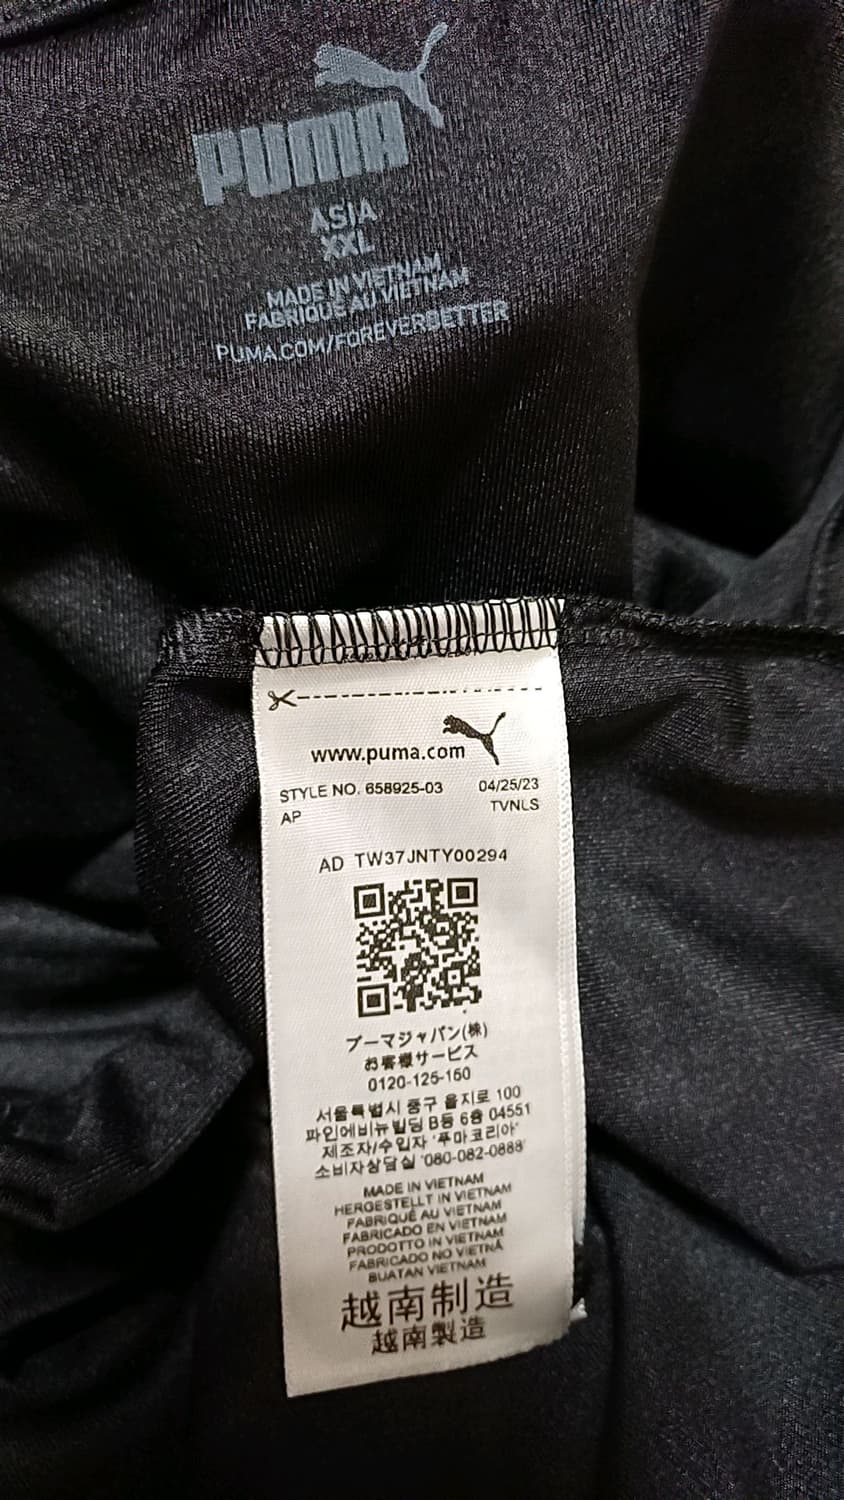 PUMA
ASIA
XXL
MADE IN VIETNAM
FABRIQUÉ AU VIETNAM
PUMA.COM/FOREVERBETTER
www.puma.com
STYLE NO. 658925-03 04/25/23
AP TVNLS
AD TW37JNTY00294
プーマジャパン(株)
お客様サービス
0120-125-150
서울특별시 중구 을지로 100
파인에비뉴빌딩 B동 6층 04551
제조자/수입자 '푸마코리아'
소비자상담실 '080-082-0888'
MADE IN VIETNAM
HERGESTELLT IN VIETNAM
FABRIQUÉ AU VIETNAM
FABRICADO EN VIETNAM
PRODOTTO IN VIETNAM
FABRICADO NO VIETNÃ
BUATAN VIETNAM
越南制造
越南製造